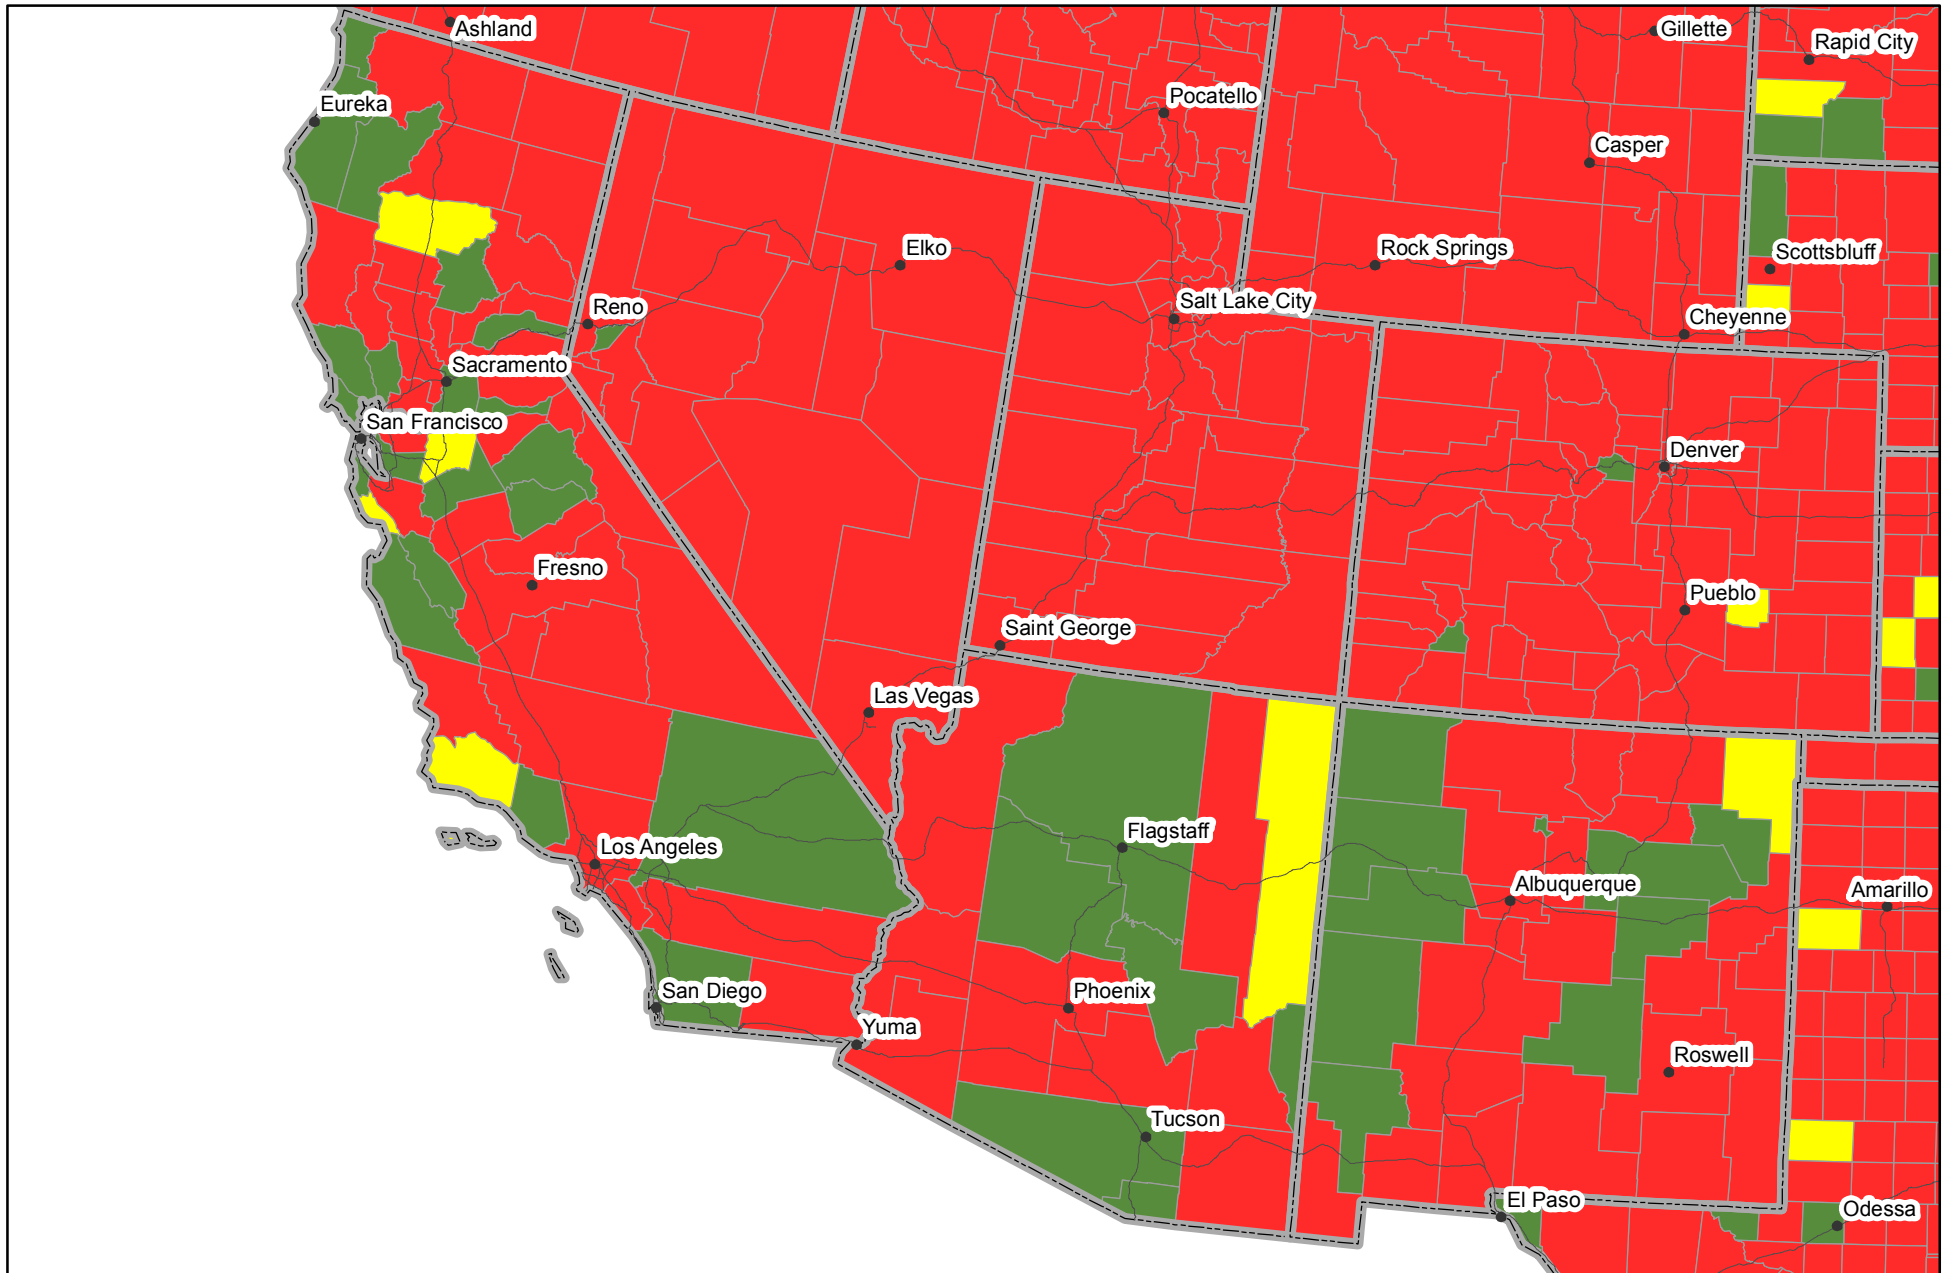 Ashland
Gillette
Rapid City
Pocatello
Eureka
Casper
Elko
Rock Springs
Scottsbluff
Reno
Salt Lake City
Cheyenne
Sacramento
San Francisco
Denver
Fresno
Pueblo
Saint George
Las Vegas
Flagstaff
Los Angeles
Albuquerque
Amarillo
San Diego
Phoenix
Yuma
Roswell
Tucson
El Paso
Odessa